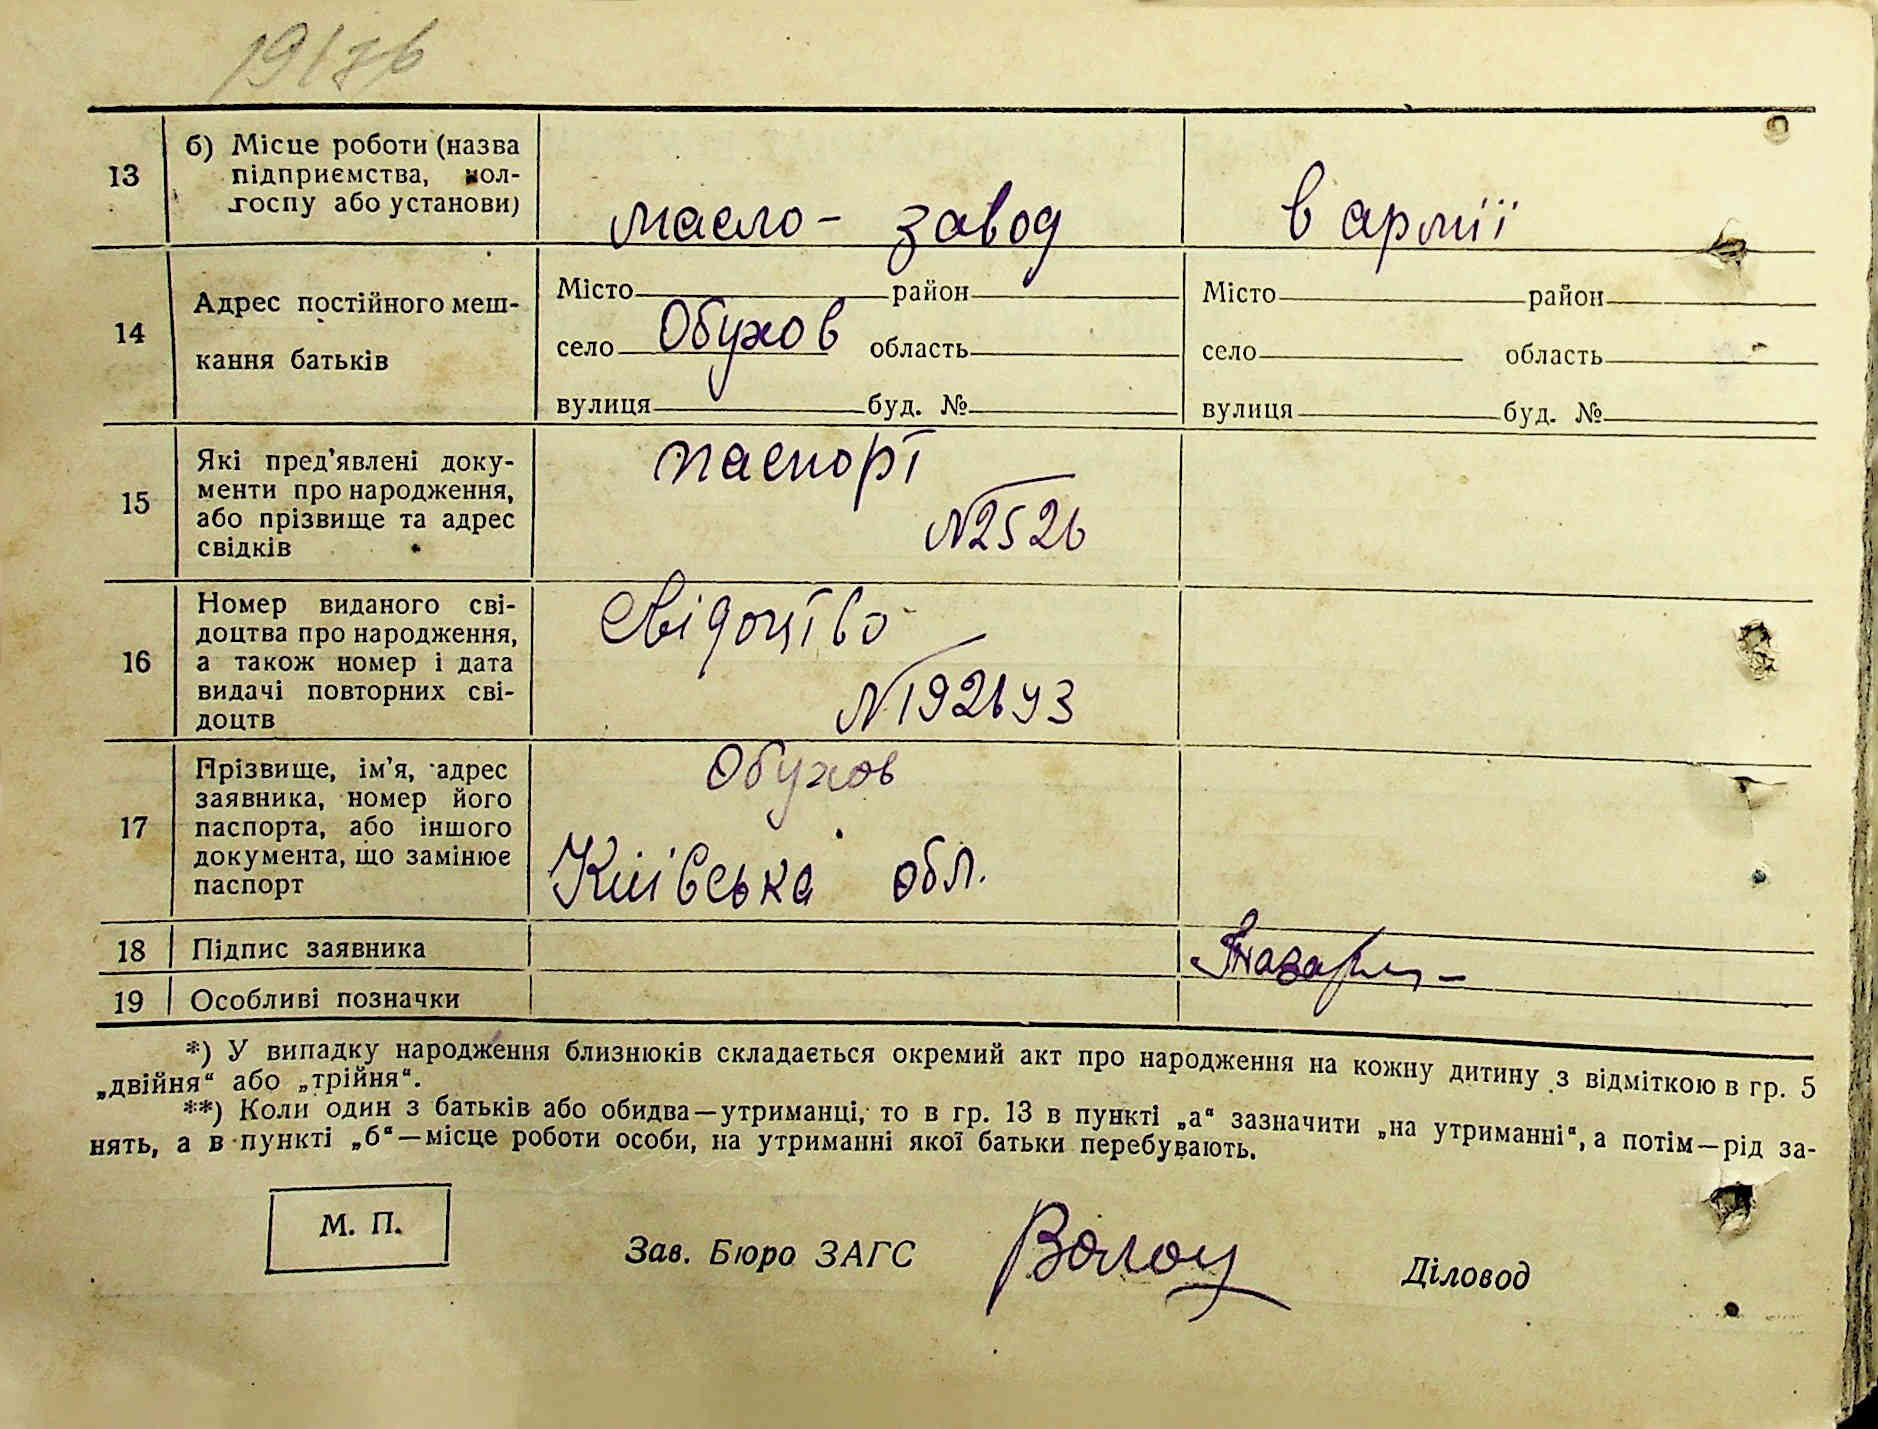 13
б) Місце роботи (назва
підприємства, кол-
госпу або установи)
масло - завод
в армії
14
Адрес постійного меш-
кання батьків
Місто район
село Обухов область
вулиця буд. №
Місто район
село область
вулиця буд. №
15
Які пред’явлені доку-
менти про народження,
або прізвище та адрес
свідків
паспорт
№2526
16
Номер виданого сві-
доцтва про народження,
а також номер і дата
видачі повторних сві-
доцтв
Свідоцтво
17
Прізвище, ім’я, адрес
заявника, номер його
паспорта, або іншого
документа, що замінює
паспорт
Обухов
Київська обл.
18 Підпис заявника
19 Особливі позначки
*) У випадку народження близнюків складається окремий акт про народження на кожну дитину з відміткою в гр. 5
„двійня“ або „трійня“.
**) Коли один з батьків або обидва—утриманці, то в гр. 13 в пункті „а“ зазначити „на утриманні“, а потім—рід за-
нять, а в пункті „б“—місце роботи особи, на утриманні якої батьки перебувають.
М. П.
Зав. Бюро ЗАГС
Діловод